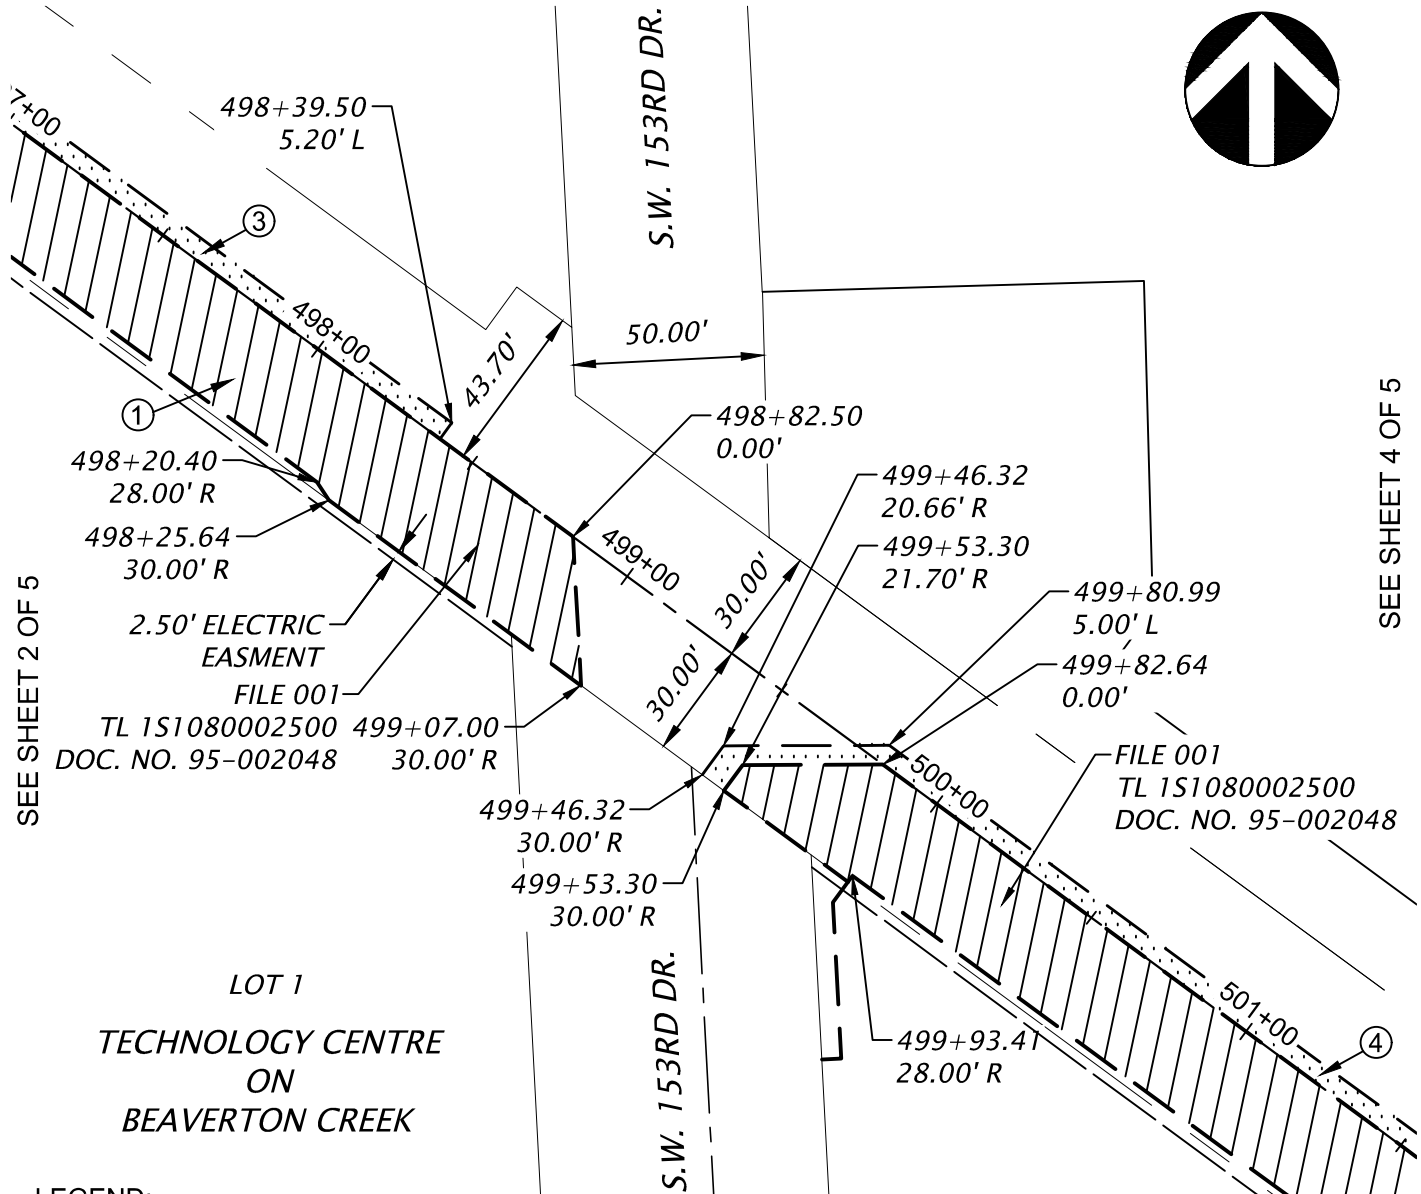 S.W. 153RD DR.
7+00
498+39.50
5.20' L
3
498+00
43.70'
50.00'
1
498+82.50
0.00'
498+20.40
28.00' R
498+25.64
30.00' R
499+00
499+46.32
20.66' R
499+53.30
21.70' R
30.00'
30.00'
SEE SHEET 4 OF 5
SEE SHEET 2 OF 5
2.50' ELECTRIC
EASMENT
FILE 001
TL 1S1080002500
DOC. NO. 95-002048
499+07.00
30.00' R
499+80.99
5.00' L
499+82.64
0.00'
FILE 001
TL 1S1080002500
DOC. NO. 95-002048
500+00
499+46.32
30.00' R
499+53.30
30.00' R
LOT 1
TECHNOLOGY CENTRE
ON
BEAVERTON CREEK
S.W. 153RD DR.
499+93.41
28.00' R
501+00
4
LEGEND: